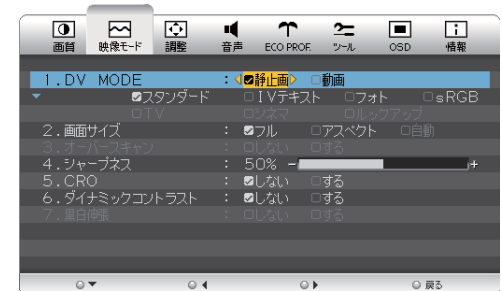 画質 映像モード 調整 音声 ECO PROF. ツール OSD 情報
1.DV MODE : 静止画 動画
スタンダード IVテキスト フォト sRGB
TV シネマ ルックアップ
2.画面サイズ : フル アスペクト 自動
3.オーバースキャン : しない する
4.シャープネス : 50% - +
5.CRO : しない する
6.ダイナミックコントラスト : しない する
7.黒白伸張 : しない する
戻る